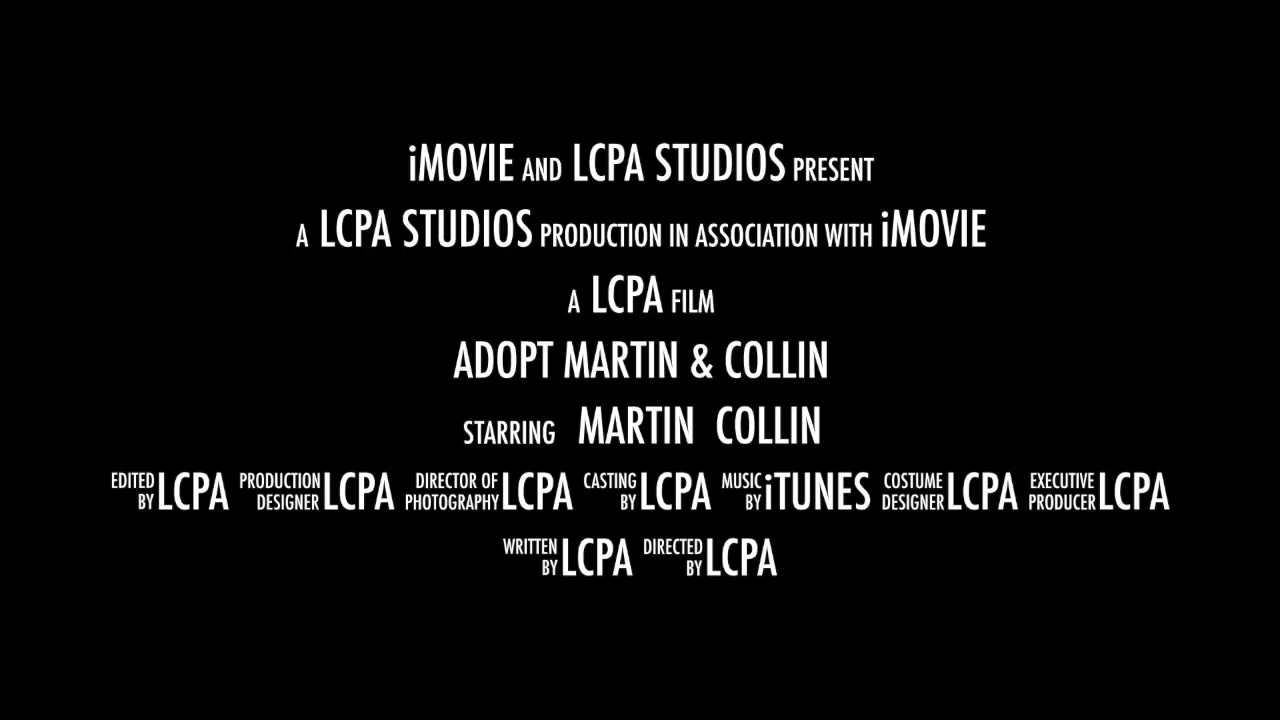 iMOVIE AND LCPA STUDIOS PRESENT
A LCPA STUDIOS PRODUCTION IN ASSOCIATION WITH iMOVIE
A LCPA FILM
ADOPT MARTIN & COLLIN
STARRING MARTIN COLLIN
EDITED BY LCPA PRODUCTION DESIGNER LCPA DIRECTOR OF PHOTOGRAPHY LCPA CASTING BY LCPA MUSIC BY iTUNES COSTUME DESIGNER LCPA EXECUTIVE PRODUCER LCPA
WRITTEN BY LCPA DIRECTED BY LCPA